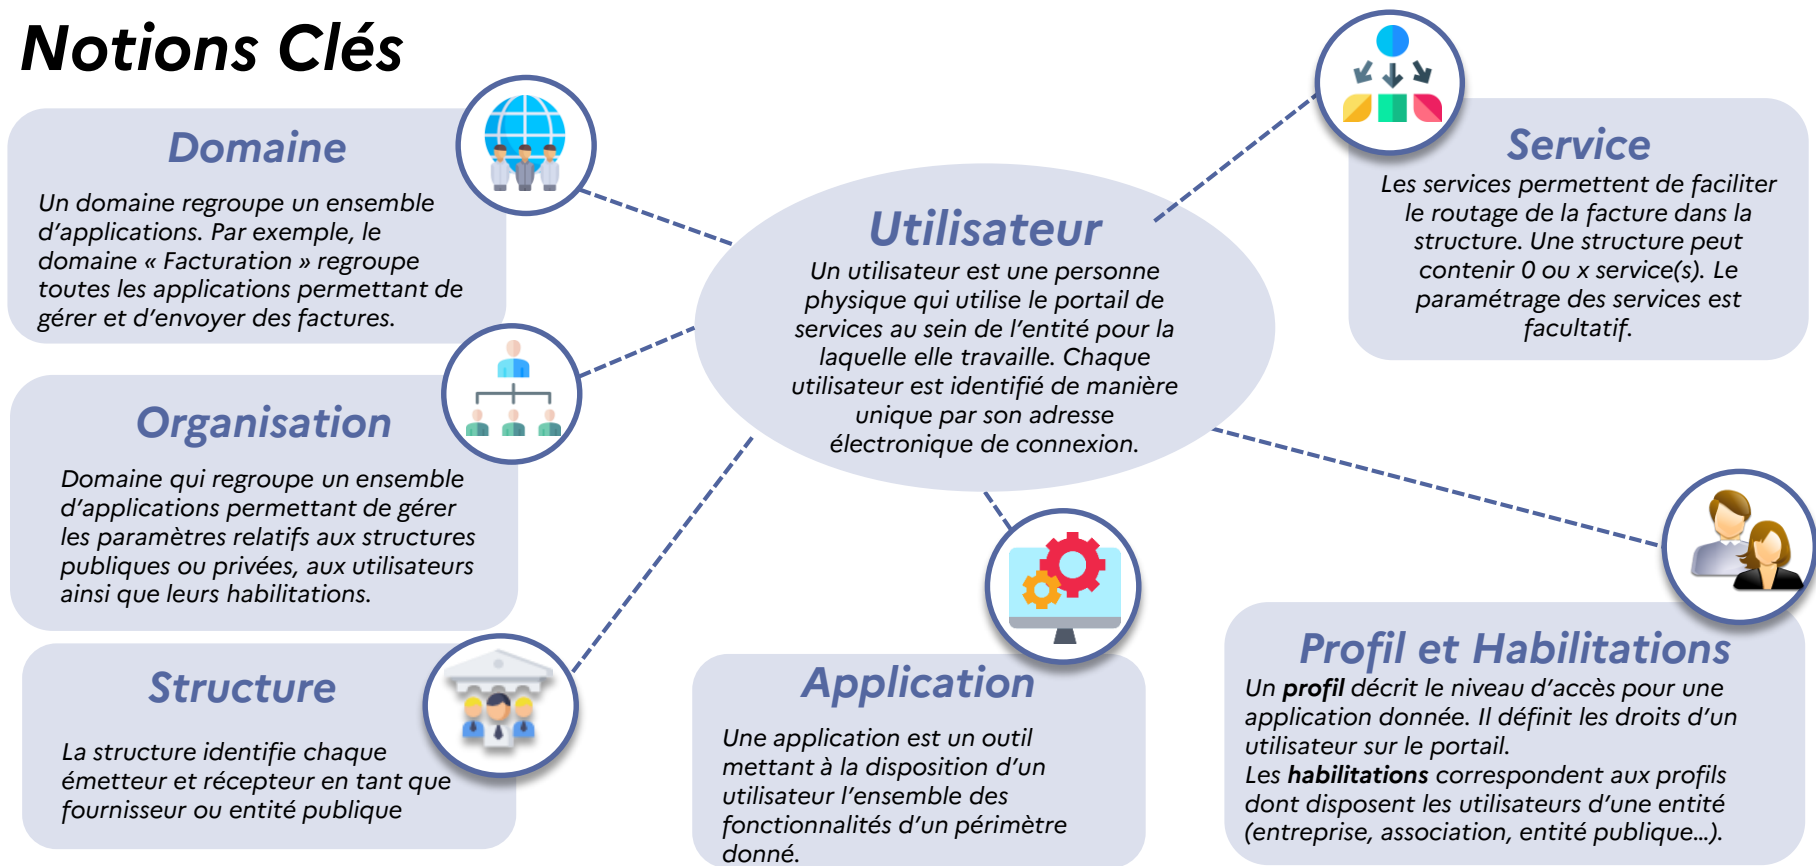 Notions Clés
Domaine
Un domaine regroupe un ensemble
d'applications. Par exemple, le
domaine « Facturation » regroupe
toutes les applications permettant de
gérer et d'envoyer des factures.
Organisation
Domaine qui regroupe un ensemble
d'applications permettant de gérer
les paramètres relatifs aux structures
publiques ou privées, aux utilisateurs
ainsi que leurs habilitations.
Structure
La structure identifie chaque
émetteur et récepteur en tant que
fournisseur ou entité publique
Utilisateur
Un utilisateur est une personne
physique qui utilise le portail de
services au sein de l'entité pour la
laquelle elle travaille. Chaque
utilisateur est identifié de manière
unique par son adresse
électronique de connexion.
Application
Une application est un outil
mettant à la disposition d'un
utilisateur l'ensemble des
fonctionnalités d'un périmètre
donné.
Service
Les services permettent de faciliter
le routage de la facture dans la
structure. Une structure peut
contenir 0 ou x service(s). Le
paramétrage des services est
facultatif.
Profil et Habilitations
Un profil décrit le niveau d'accès pour une
application donnée. Il définit les droits d'un
utilisateur sur le portail.
Les habilitations correspondent aux profils
dont disposent les utilisateurs d'une entité
(entreprise, association, entité publique…).